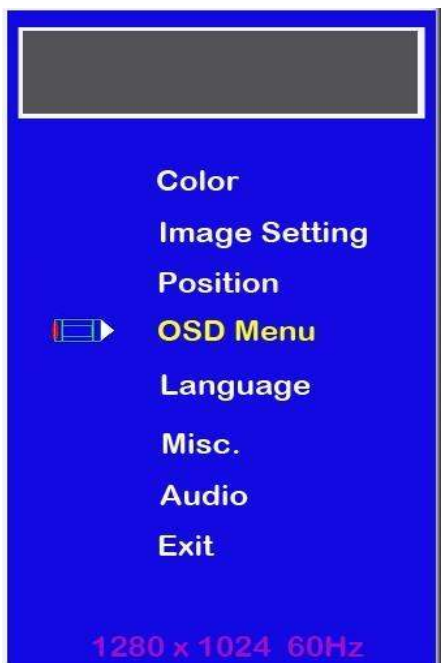 Color
Image Setting
Position
OSD Menu
Language
Misc.
Audio
Exit
1280 x 1024 60Hz